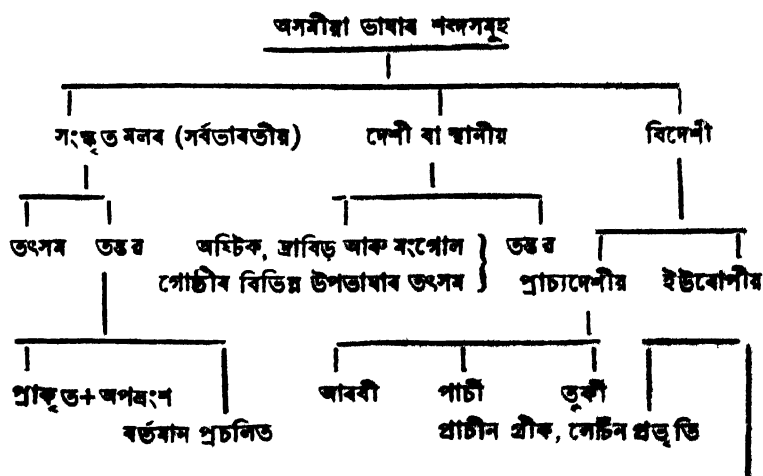 অসমীয়া ভাষাৰ শব্দসমূহ
সংস্কৃত মূলৰ (সৰ্বভাৰতীয়) দেশী বা স্থানীয় বিদেশী
তৎসম তদ্ভৱ অষ্টিক, দ্ৰাবিড় আৰু মংগোল } তদ্ভৱ
গোষ্ঠীৰ বিভিন্ন উপভাষাৰ তৎসম } প্ৰাচ্যদেশীয় ইউৰোপীয়
প্ৰাকৃত+অপভ্ৰংশ আৰবী পাৰ্চী তুৰ্কী
বৰ্তমান প্ৰচলিত প্ৰাচীন গ্ৰীক, লেটিন প্ৰভৃতি